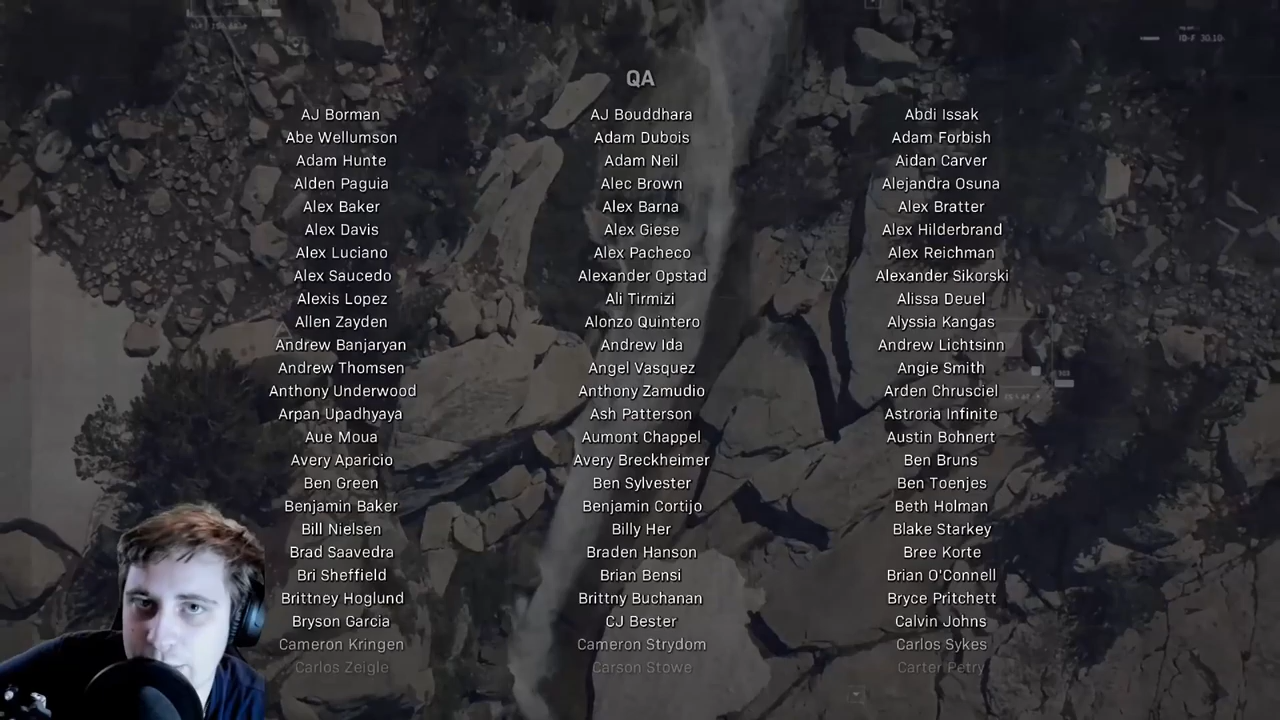 QA
AJ Borman AJ Bouddhara Abdi Issak
Abe Wellumson Adam Dubois Adam Forbish
Adam Hunte Adam Neil Aidan Carver
Alden Paguia Alec Brown Alejandra Osuna
Alex Baker Alex Barna Alex Bratter
Alex Davis Alex Giese Alex Hilderbrand
Alex Luciano Alex Pacheco Alex Reichman
Alex Saucedo Alexander Opstad Alexander Sikorski
Alexis Lopez Ali Tirmizi Alissa Deuel
Allen Zayden Alonzo Quintero Alyssia Kangas
Andrew Banjaryan Andrew Ida Andrew Lichtsinn
Andrew Thomsen Angel Vasquez Angie Smith
Anthony Underwood Anthony Zamudio Arden Chrusciel
Arpan Upadhyaya Ash Patterson Astroria Infinite
Aue Moua Aumont Chappel Austin Bohnert
Avery Aparicio Avery Breckheimer Ben Bruns
Ben Green Ben Sylvester Ben Toenjes
Benjamin Baker Benjamin Cortijo Beth Holman
Bill Nielsen Billy Her Blake Starkey
Brad Saavedra Braden Hanson Bree Korte
Bri Sheffield Brian Bensi Brian O'Connell
Brittney Hoglund Brittny Buchanan Bryce Pritchett
Bryson Garcia CJ Bester Calvin Johns
Cameron Kringen Cameron Strydom Carlos Sykes
Carlos Zeigle Carson Stowe Carter Petry